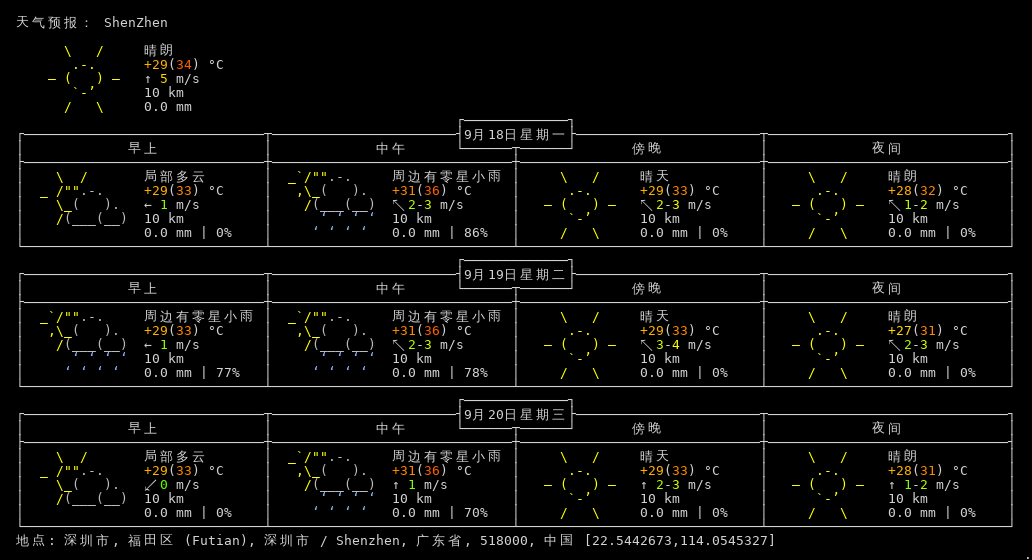 天气预报： ShenZhen
晴朗
+29(34) °C
↑ 5 m/s
10 km
0.0 mm
9月18日星期一
早上 中午 傍晚 夜间
局部多云 周边有零星小雨 晴天 晴朗
+29(33) °C +31(36) °C +29(33) °C +28(32) °C
← 1 m/s ↖ 2-3 m/s ↖ 2-3 m/s ↖ 1-2 m/s
10 km 10 km 10 km 10 km
0.0 mm | 0% 0.0 mm | 86% 0.0 mm | 0% 0.0 mm | 0%
9月19日星期二
早上 中午 傍晚 夜间
周边有零星小雨 周边有零星小雨 晴天 晴朗
+29(33) °C +31(36) °C +29(33) °C +27(31) °C
← 1 m/s ↖ 2-3 m/s ↖ 3-4 m/s ↖ 2-3 m/s
10 km 10 km 10 km 10 km
0.0 mm | 77% 0.0 mm | 78% 0.0 mm | 0% 0.0 mm | 0%
9月20日星期三
早上 中午 傍晚 夜间
局部多云 周边有零星小雨 晴天 晴朗
+29(33) °C +31(36) °C +29(33) °C +28(31) °C
↙ 0 m/s ↑ 1 m/s ↑ 2-3 m/s ↑ 1-2 m/s
10 km 10 km 10 km 10 km
0.0 mm | 0% 0.0 mm | 70% 0.0 mm | 0% 0.0 mm | 0%
地点: 深圳市, 福田区 (Futian), 深圳市 / Shenzhen, 广东省, 518000, 中国 [22.5442673,114.0545327]